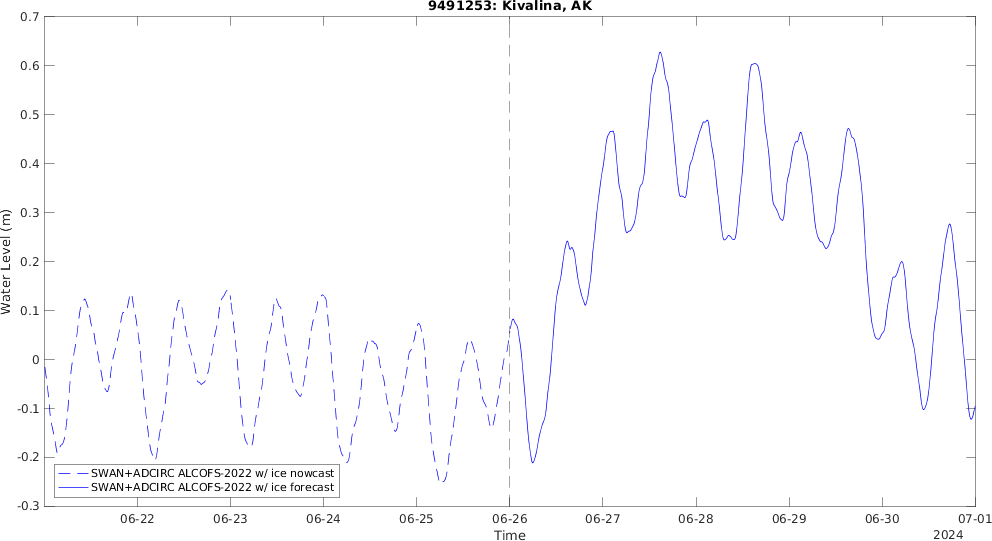 9491253: Kivalina, AK
0.7
0.6
0.5
0.4
0.3
0.2
0.1
0
-0.1
-0.2
-0.3
Water Level (m)
SWAN+ADCIRC ALCOFS-2022 w/ ice nowcast
SWAN+ADCIRC ALCOFS-2022 w/ ice forecast
06-22 06-23 06-24 06-25 06-26 06-27 06-28 06-29 06-30 07-01
Time
2024